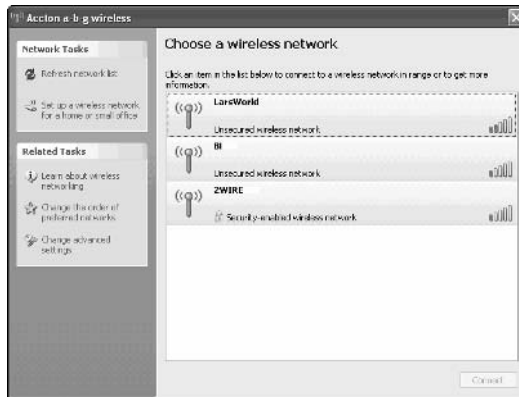 Accton a-b-g wireless
Network Tasks
Refresh network list
Set up a wireless network
for a home or small office
Related Tasks
Learn about wireless
networking
Change the order of
preferred networks
Change advanced
settings
Choose a wireless network
Click an item in the list below to connect to a wireless network in range or to get more
information.
LarsWorld
Unsecured wireless network
BI
Unsecured wireless network
2WIRE
Security-enabled wireless network
Connect